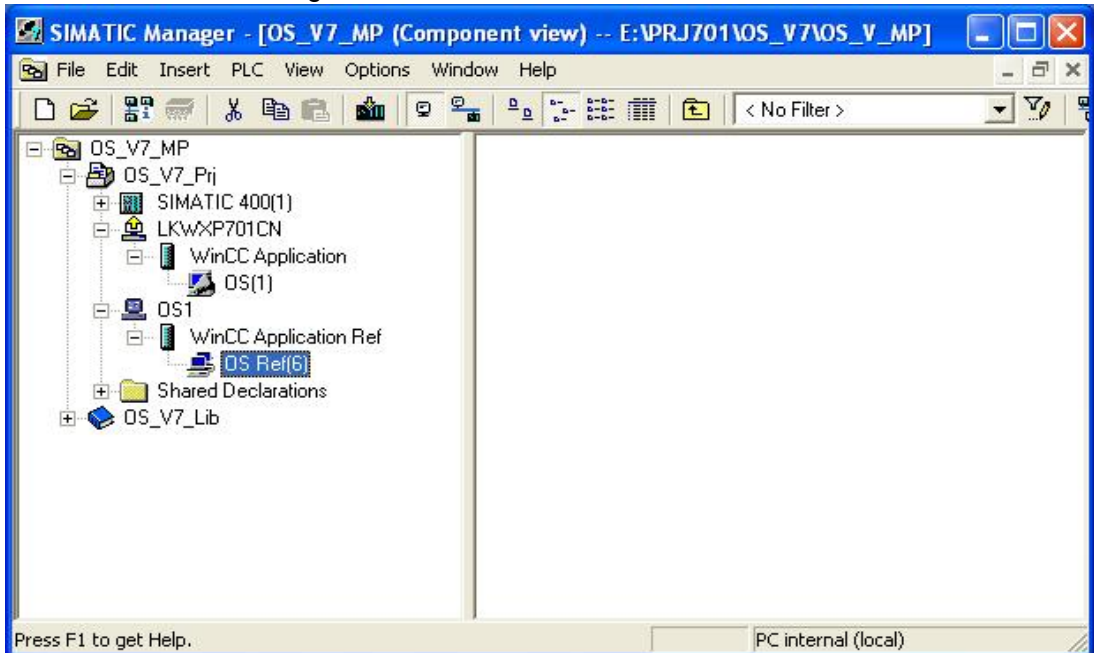 SIMATIC Manager - [OS_V7_MP (Component view) -- E:\PRJ701\OS_V7\OS_V_MP]
File Edit Insert PLC View Options Window Help
< No Filter >
OS_V7_MP
OS_V7_Prj
SIMATIC 400(1)
LKWXP701CN
WinCC Application
OS(1)
OS1
WinCC Application Ref
OS Ref(6)
Shared Declarations
OS_V7_Lib
Press F1 to get Help.
PC internal (local)